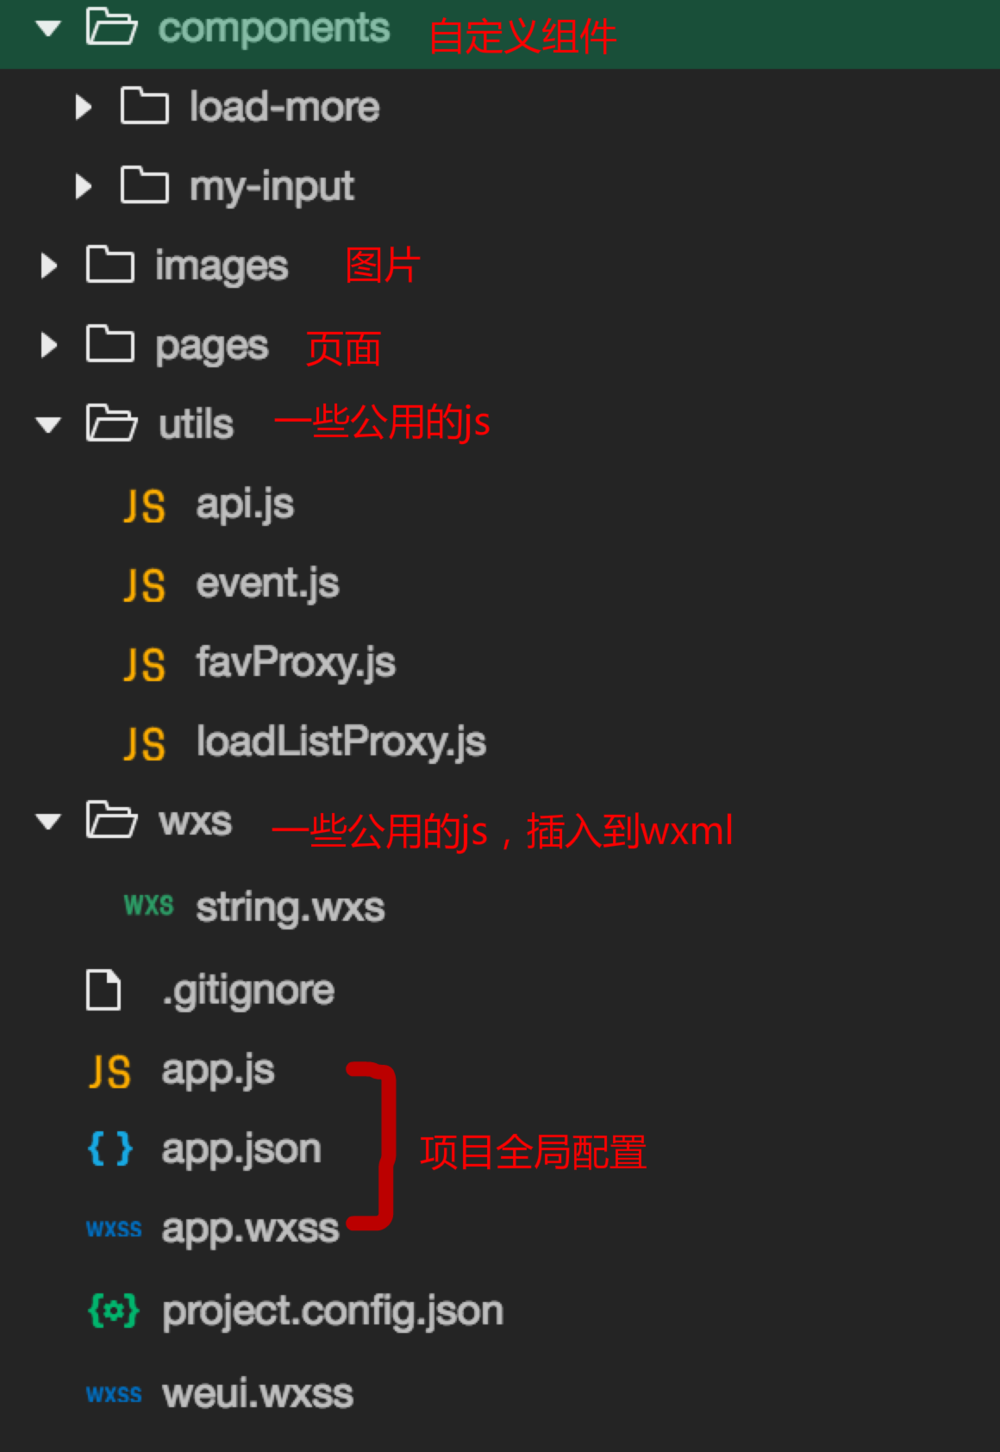 components 自定义组件
load-more
my-input
images 图片
pages 页面
utils 一些公用的js
JS api.js
JS event.js
JS favProxy.js
JS loadListProxy.js
wxs 一些公用的js，插入到wxml
WXS string.wxs
.gitignore
JS app.js
{ } app.json 项目全局配置
WXSS app.wxss
{} project.config.json
WXSS weui.wxss